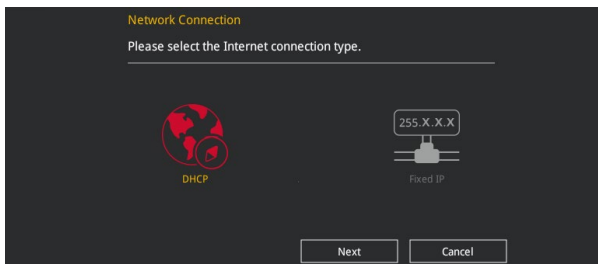 Network Connection
Please select the Internet connection type.
255.X.X.X
DHCP
Fixed IP
Next
Cancel